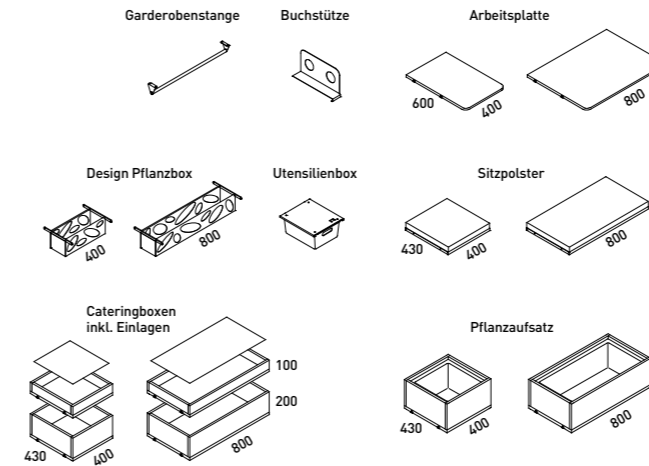 Garderobenstange
Buchstütze
Arbeitsplatte
600
400
800
Design Pflanzbox
Utensilienbox
Sitzpolster
400
800
430
400
800
Cateringboxen
inkl. Einlagen
Pflanzaufsatz
100
200
430
400
800
430
400
800